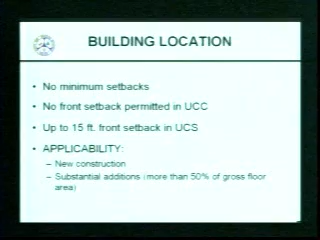 BUILDING LOCATION
• No minimum setbacks
• No front setback permitted in UCC
• Up to 15 ft. front setback in UCS
• APPLICABILITY:
– New construction
– Substantial additions (more than 50% of gross floor
area)